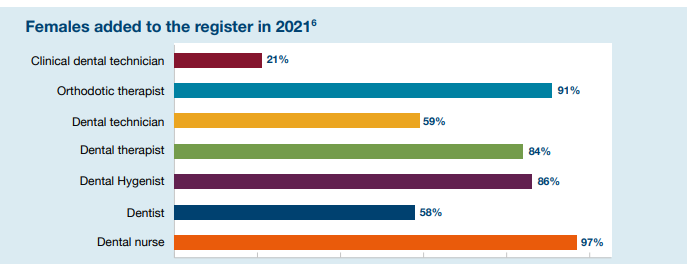 Females added to the register in 2021⁶
Clinical dental technician 21%
Orthodotic therapist 91%
Dental technician 59%
Dental therapist 84%
Dental Hygenist 86%
Dentist 58%
Dental nurse 97%